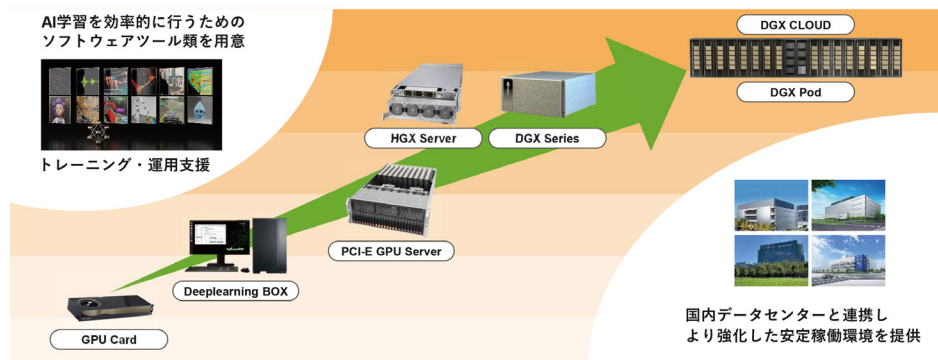 AI学習を効率的に行うための
ソフトウェアツール類を用意
トレーニング・運用支援
DGX CLOUD
DGX Pod
HGX Server
DGX Series
PCI-E GPU Server
Deeplearning BOX
GPU Card
国内データセンターと連携し
より強化した安定稼働環境を提供